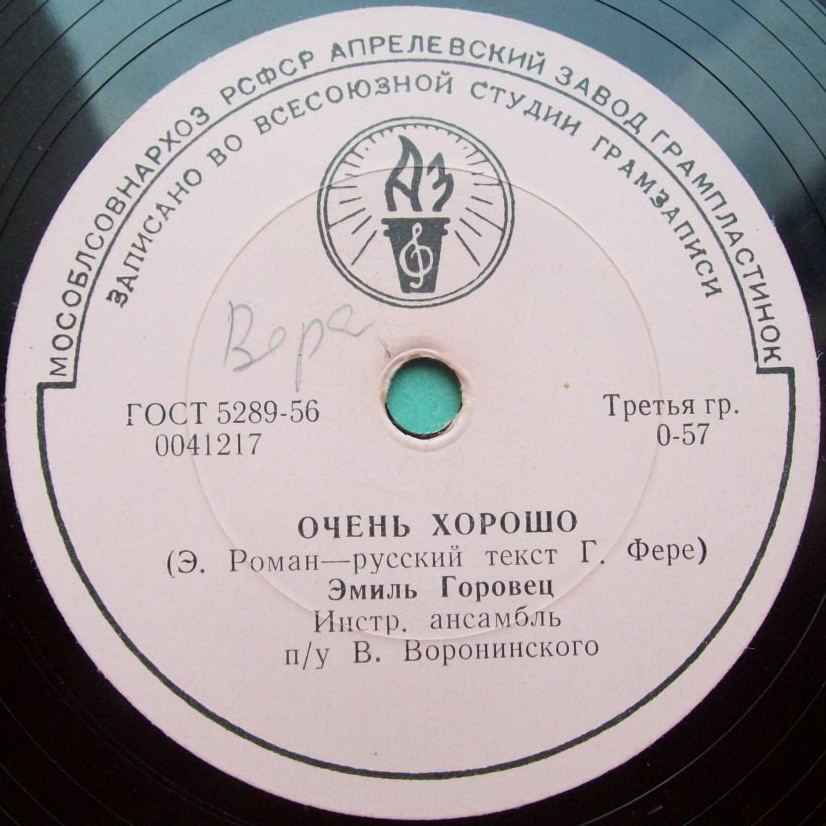 МОСОБЛСОВНАРХОЗ РСФСР АПРЕЛЕВСКИЙ ЗАВОД ГРАМПЛАСТИНОК
ЗАПИСАНО ВО ВСЕСОЮЗНОЙ СТУДИИ ГРАМЗАПИСИ
АЗ
Вера
ГОСТ 5289-56
0041217
Третья гр.
0-57
ОЧЕНЬ ХОРОШО
(Э. Роман—русский текст Г. Фере)
Эмиль Горовец
Инстр. ансамбль
п/у В. Воронинского